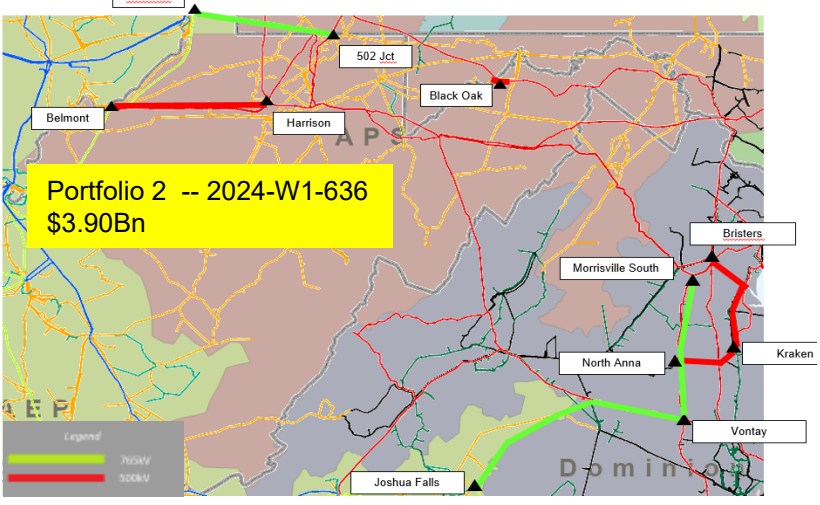 502 Jct
Black Oak
Belmont
Harrison
APS
Portfolio 2 -- 2024-W1-636
$3.90Bn
Bristers
Morrisville South
North Anna
Kraken
AEP
Vontay
Legend
765kV
500kV
Dominion
Joshua Falls